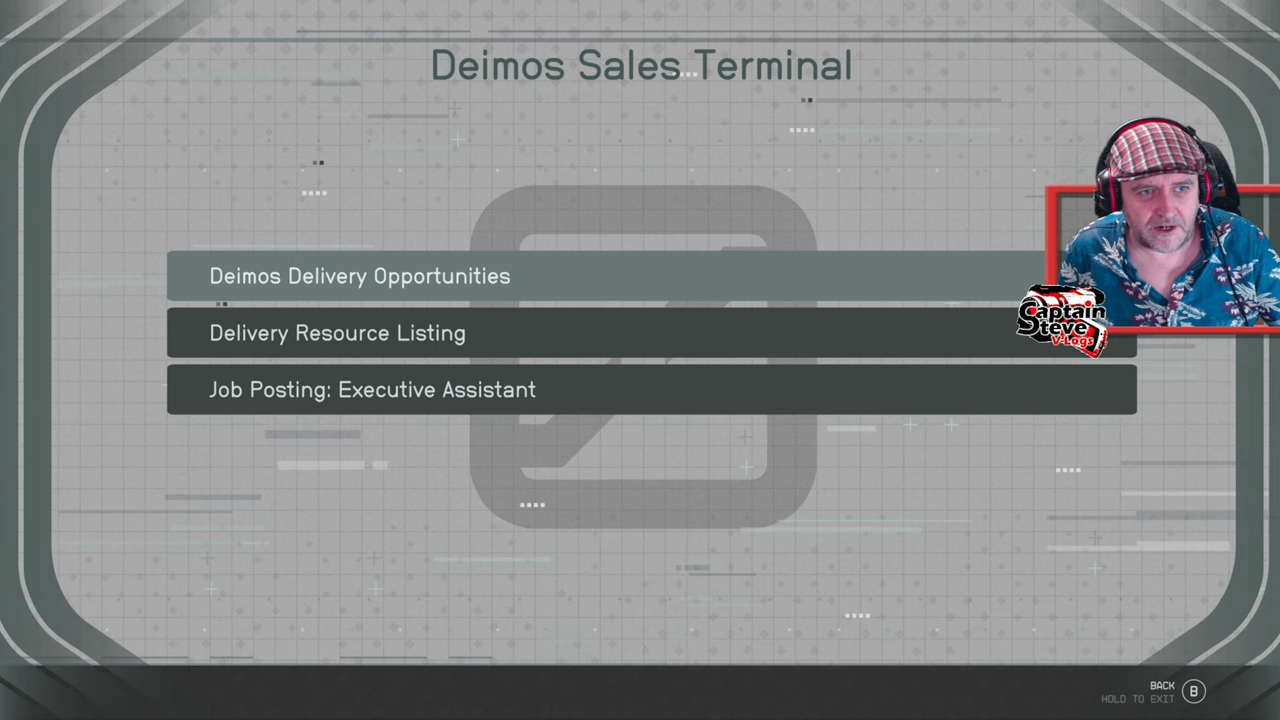 Deimos Sales Terminal
Deimos Delivery Opportunities
Delivery Resource Listing
Job Posting: Executive Assistant
Captain
Steve
V-Logs
BACK
HOLD TO EXIT
B